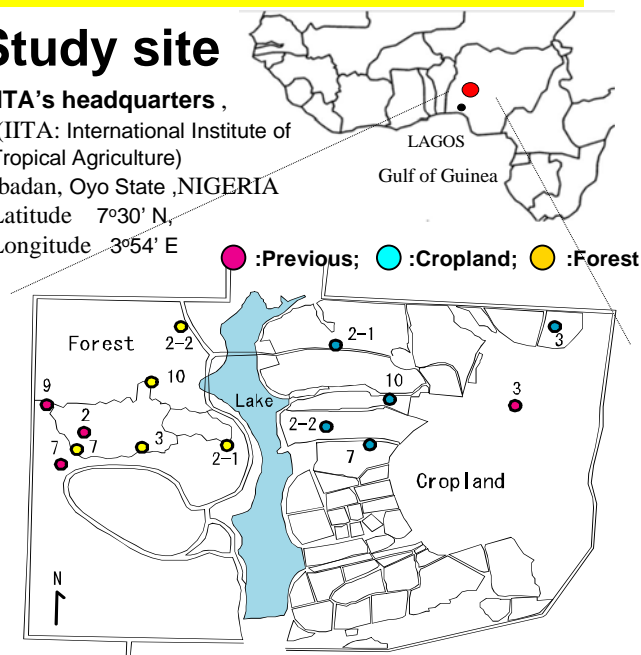 Study site
IITA's headquarters ,
(IITA: International Institute of
Tropical Agriculture)
Ibadan, Oyo State ,NIGERIA
Latitude 7°30' N,
Longitude 3°54' E
LAGOS
Gulf of Guinea
:Previous; :Cropland; :Forest
Forest
2-2
2-1
3
9
10
Lake
10
3
2
2-2
7
7
3
2-1
7
Cropland
N